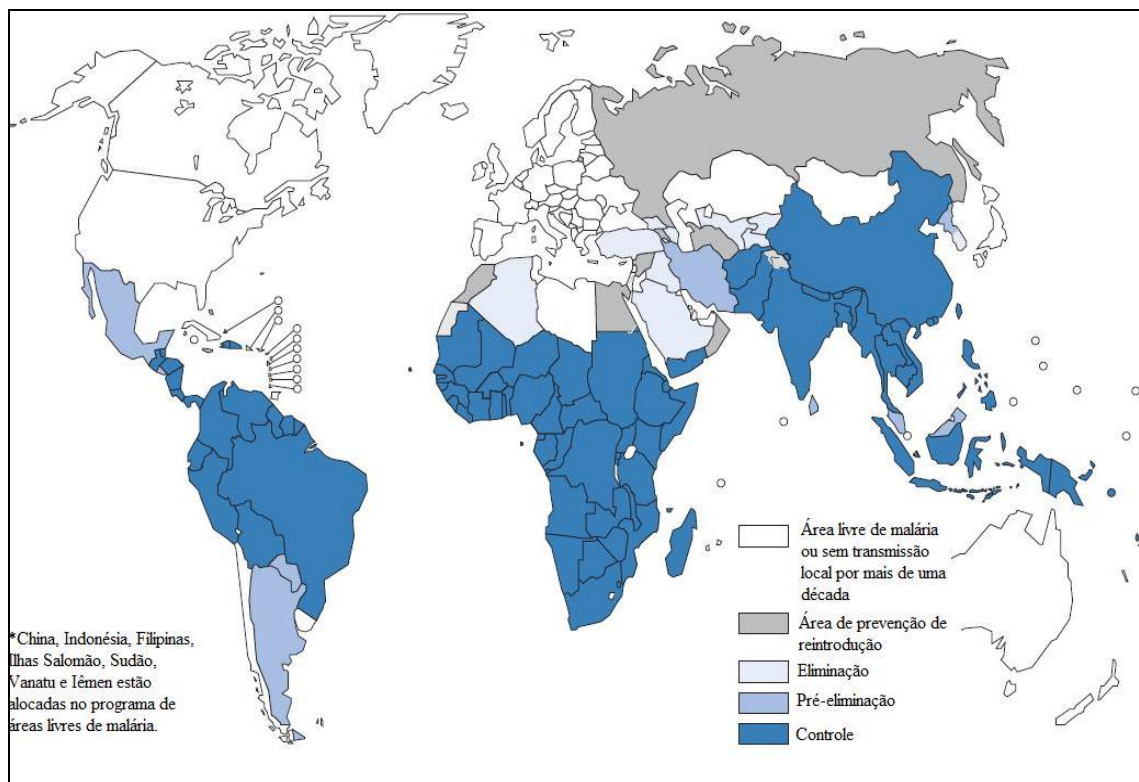 Área livre de malária
ou sem transmissão
local por mais de uma
década
Área de prevenção de
reintrodução
Eliminação
Pré-eliminação
Controle
*China, Indonésia, Filipinas,
Ilhas Salomão, Sudão,
Vanatu e Iêmen estão
alocadas no programa de
áreas livres de malária.